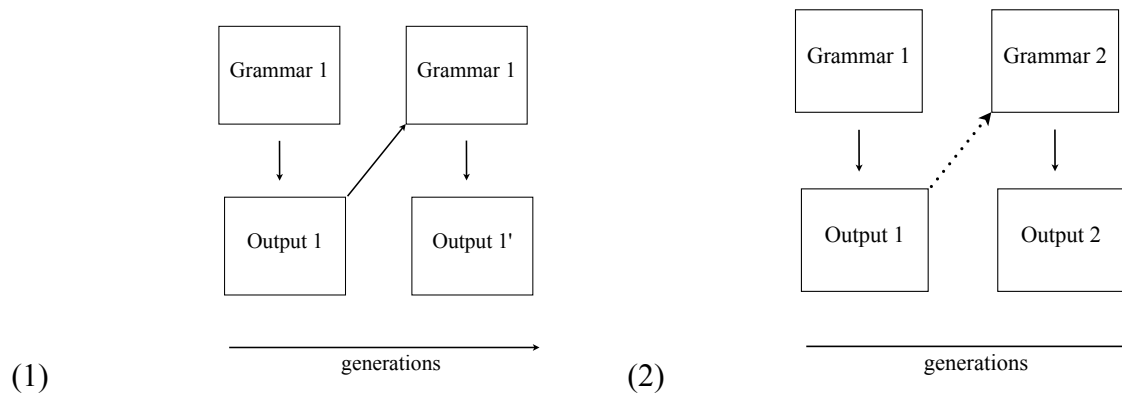 Grammar 1
Grammar 1
Output 1
Output 1'
generations
(1)
Grammar 1
Grammar 2
Output 1
Output 2
generations
(2)